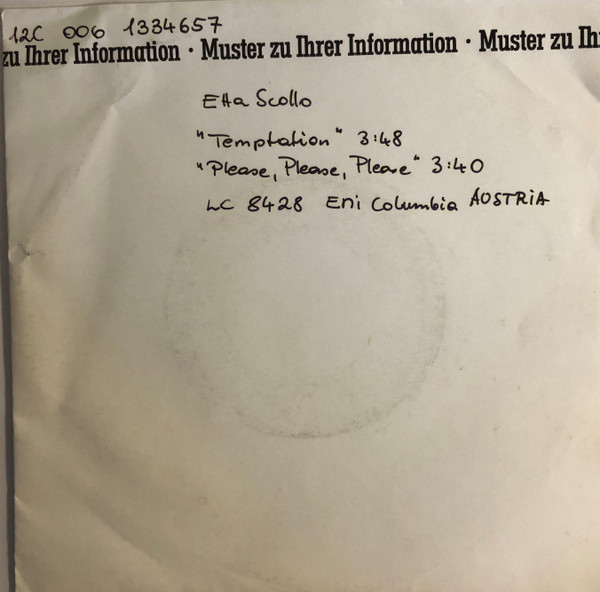 12C 006 1334657
zu Ihrer Information · Muster zu Ihrer Information · Muster zu Ih
Etta Scollo
"Temptation" 3:48
"Please, Please, Please" 3:40
LC 8428 Emi Columbia AUSTRIA